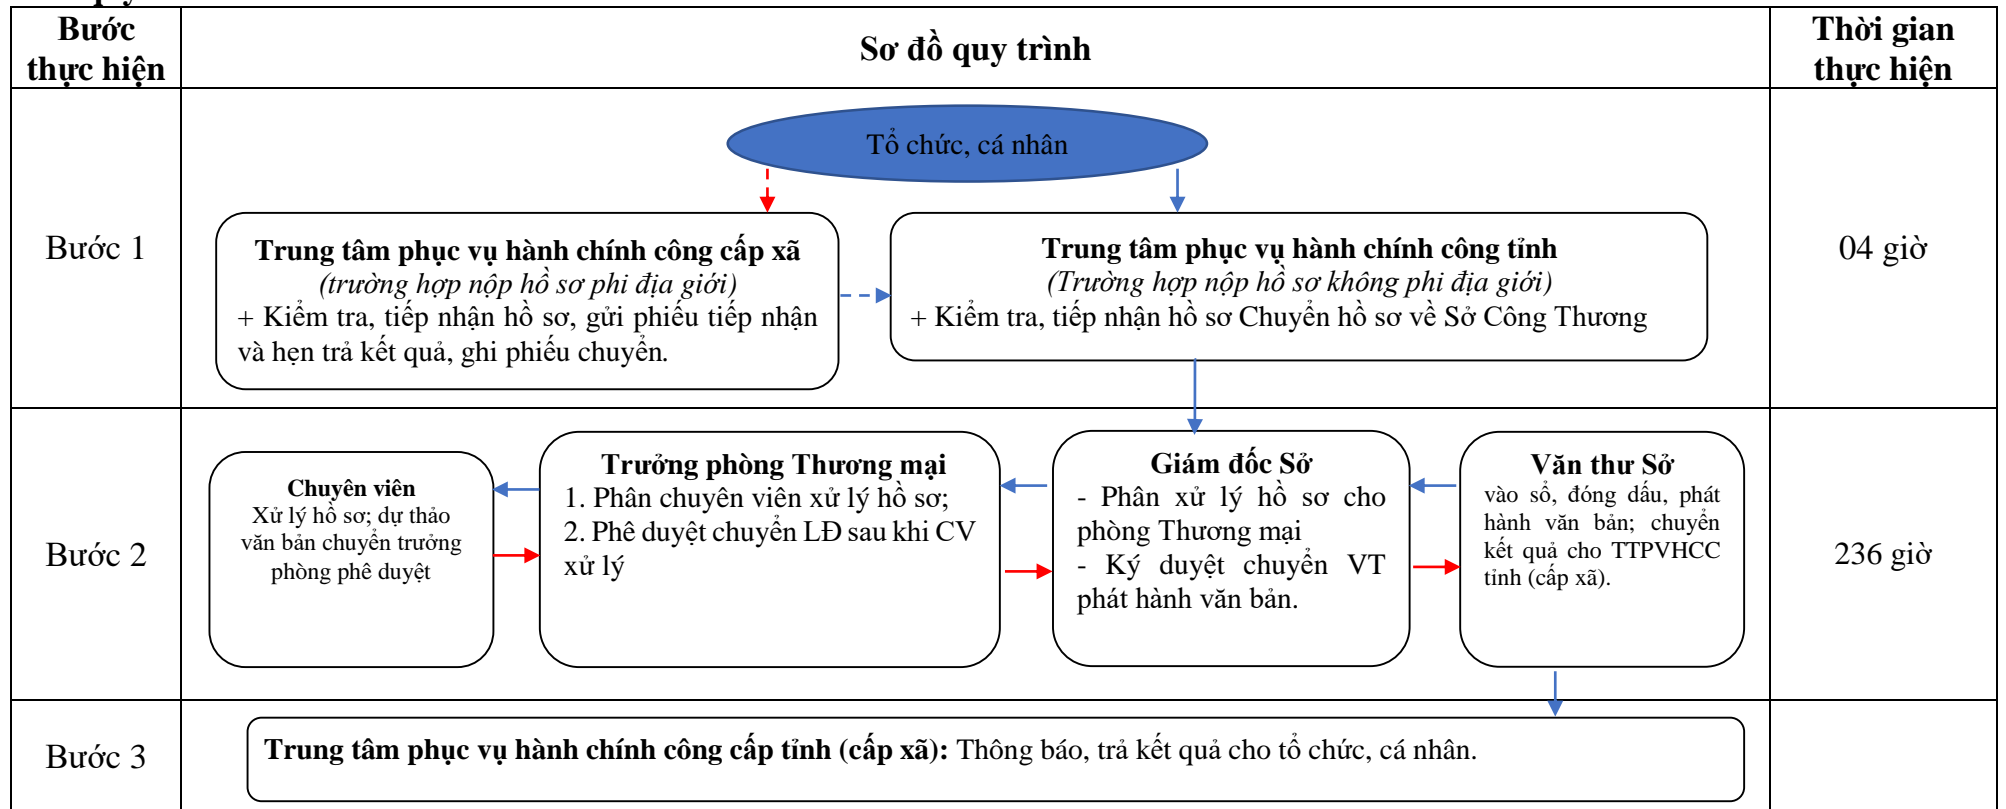 Bước
thực hiện
Sơ đồ quy trình
Thời gian
thực hiện
Bước 1
Tổ chức, cá nhân
Trung tâm phục vụ hành chính công cấp xã
(trường hợp nộp hồ sơ phi địa giới)
+ Kiểm tra, tiếp nhận hồ sơ, gửi phiếu tiếp nhận
và hẹn trả kết quả, ghi phiếu chuyển.
Trung tâm phục vụ hành chính công tỉnh
(Trường hợp nộp hồ sơ không phi địa giới)
+ Kiểm tra, tiếp nhận hồ sơ Chuyển hồ sơ về Sở Công Thương
04 giờ
Bước 2
Chuyên viên
Xử lý hồ sơ; dự thảo
văn bản chuyển trưởng
phòng phê duyệt
Trưởng phòng Thương mại
1. Phân chuyên viên xử lý hồ sơ;
2. Phê duyệt chuyển LĐ sau khi CV
xử lý
Giám đốc Sở
- Phân xử lý hồ sơ cho
phòng Thương mại
- Ký duyệt chuyển VT
phát hành văn bản.
Văn thư Sở
vào sổ, đóng dấu, phát
hành văn bản; chuyển
kết quả cho TTPVHCC
tỉnh (cấp xã).
236 giờ
Bước 3
Trung tâm phục vụ hành chính công cấp tỉnh (cấp xã): Thông báo, trả kết quả cho tổ chức, cá nhân.